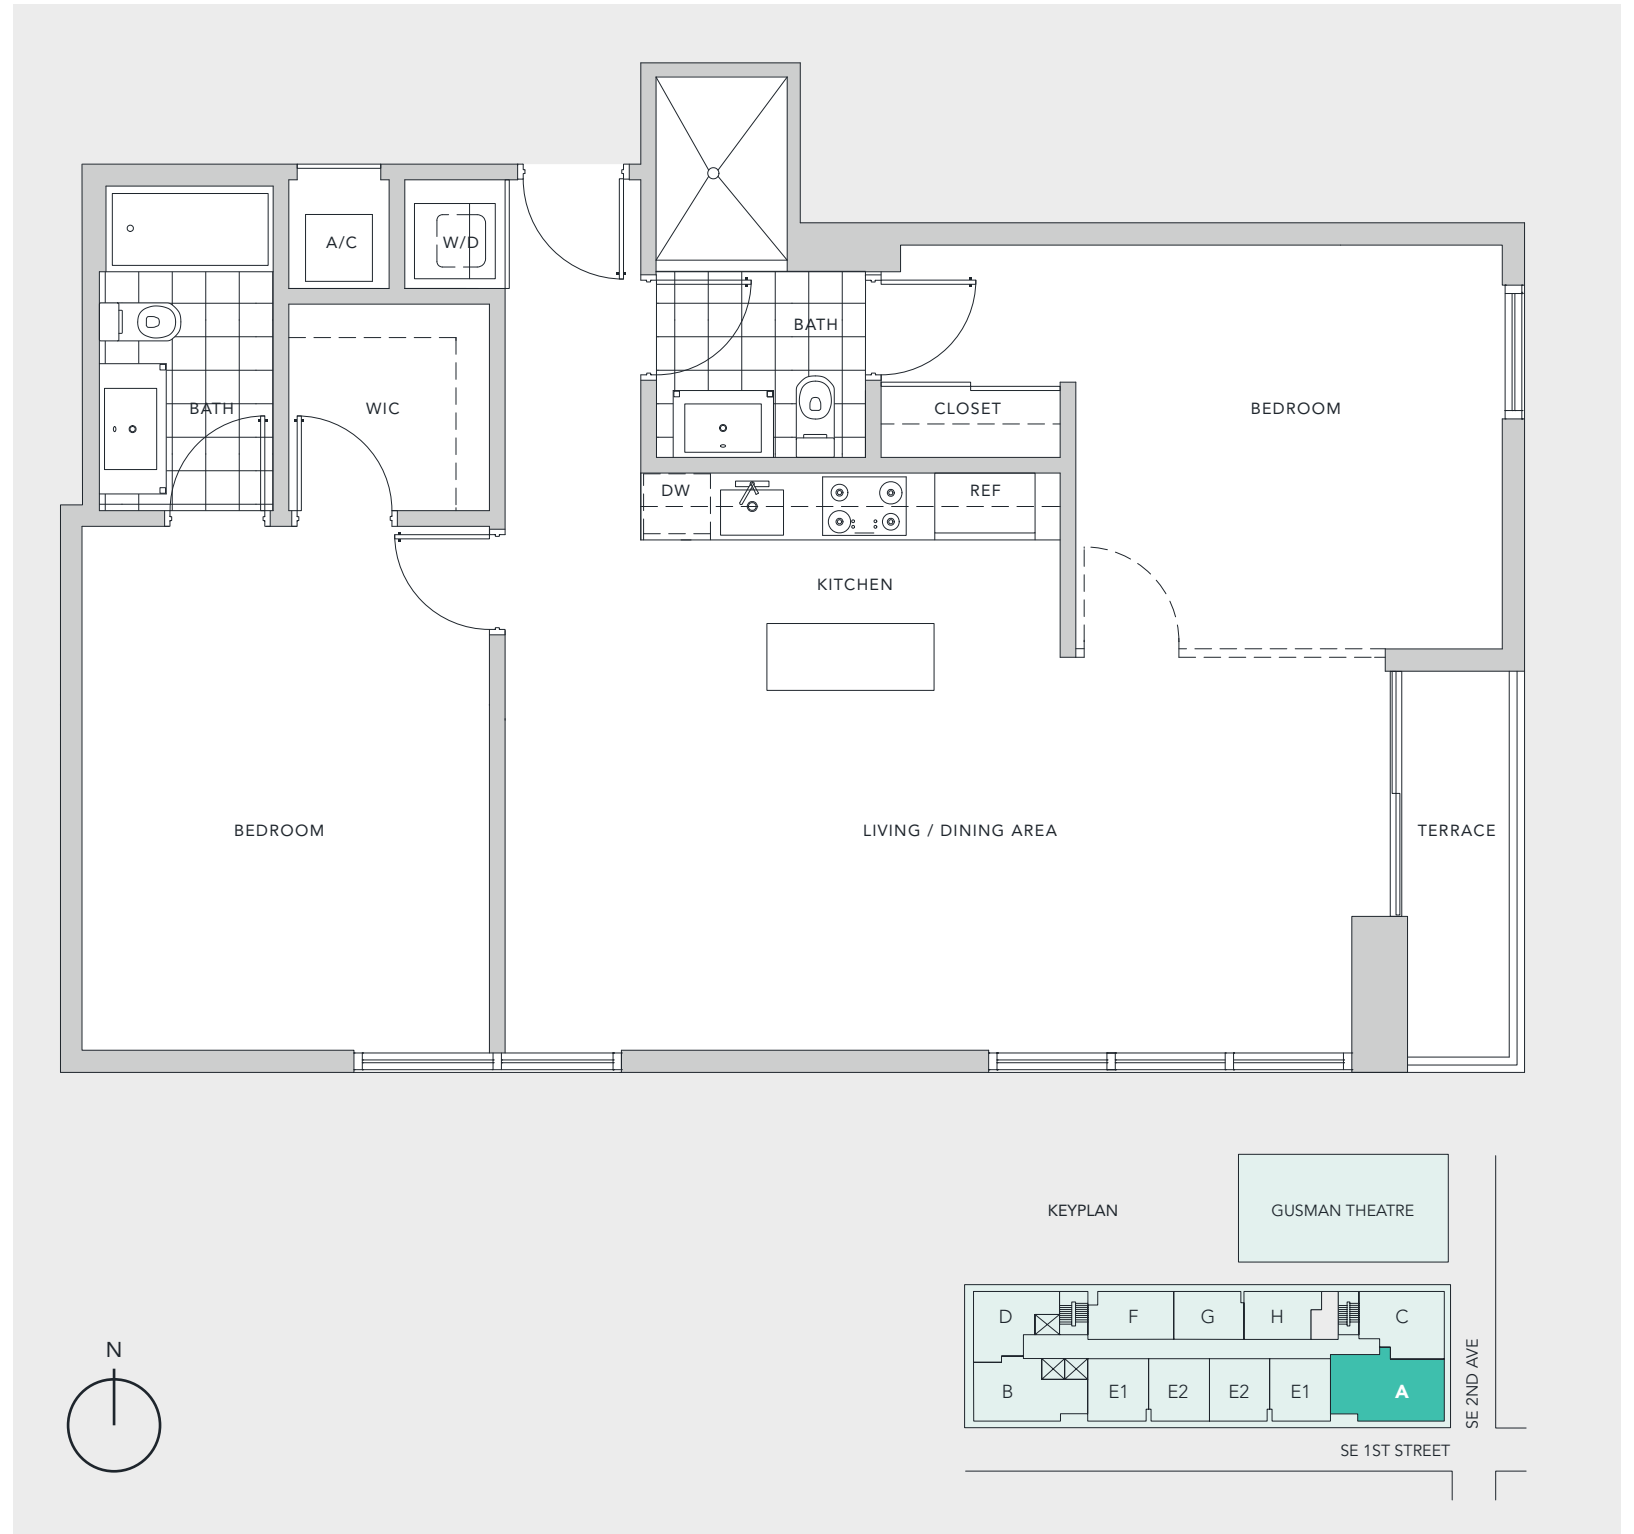 A/C
W/D
BATH
BATH
WIC
CLOSET
BEDROOM
DW
REF
KITCHEN
BEDROOM
LIVING / DINING AREA
TERRACE
KEYPLAN
GUSMAN THEATRE
D
F
G
H
C
B
E1
E2
E2
E1
A
SE 2ND AVE
SE 1ST STREET
N